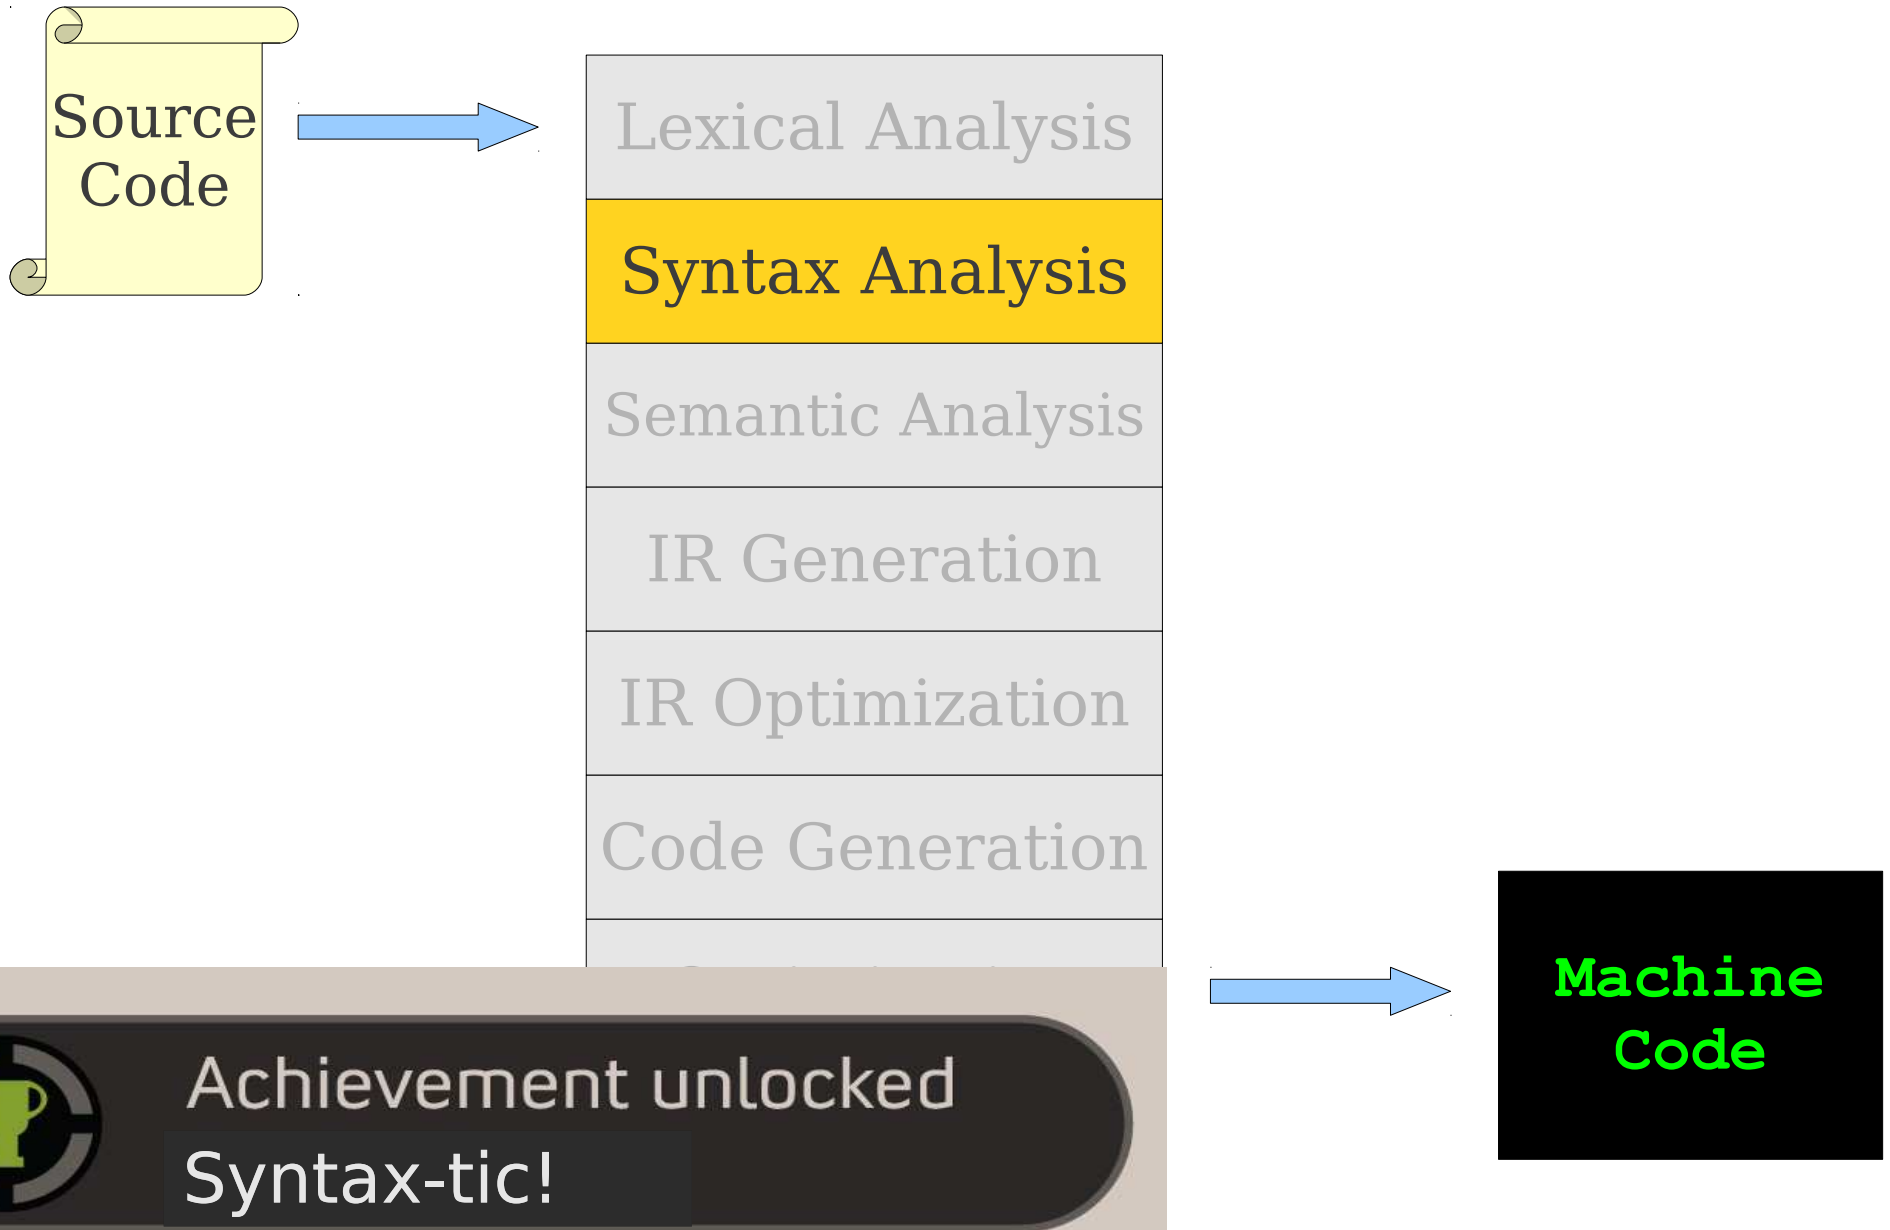 Source
Code
Lexical Analysis
Syntax Analysis
Semantic Analysis
IR Generation
IR Optimization
Code Generation
Machine
Code
Achievement unlocked
Syntax-tic!